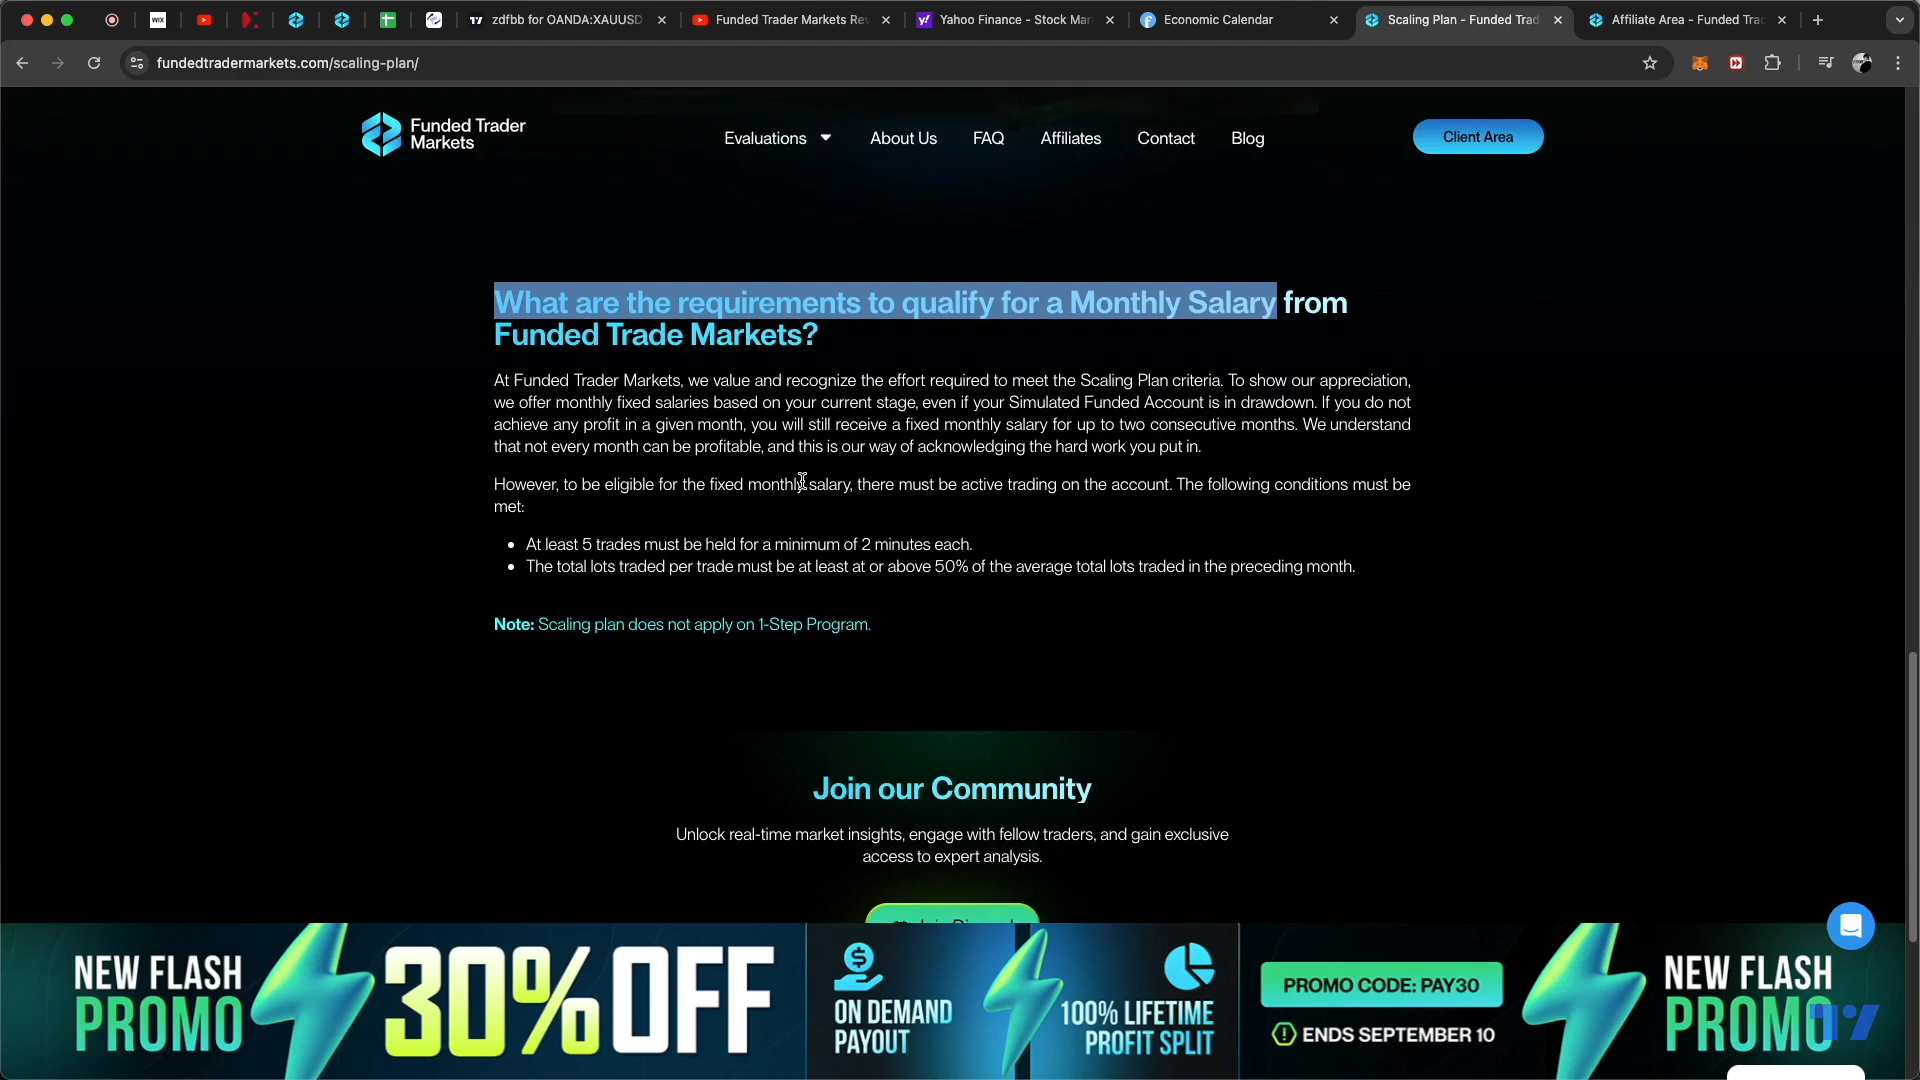 WIX
zdfbb for OANDA:XAUUSD
Funded Trader Markets Re
Yahoo Finance - Stock Mar
Economic Calendar
Scaling Plan - Funded Trad
Affiliate Area - Funded Tra
fundedtradermarkets.com/scaling-plan/
Funded Trader
Markets
Evaluations
About Us
FAQ
Affiliates
Contact
Blog
Client Area
What are the requirements to qualify for a Monthly Salary from
Funded Trade Markets?
At Funded Trader Markets, we value and recognize the effort required to meet the Scaling Plan criteria. To show our appreciation,
we offer monthly fixed salaries based on your current stage, even if your Simulated Funded Account is in drawdown. If you do not
achieve any profit in a given month, you will still receive a fixed monthly salary for up to two consecutive months. We understand
that not every month can be profitable, and this is our way of acknowledging the hard work you put in.
However, to be eligible for the fixed monthly salary, there must be active trading on the account. The following conditions must be
met:
• At least 5 trades must be held for a minimum of 2 minutes each.
• The total lots traded per trade must be at least at or above 50% of the average total lots traded in the preceding month.
Note: Scaling plan does not apply on 1-Step Program.
Join our Community
Unlock real-time market insights, engage with fellow traders, and gain exclusive
access to expert analysis.
NEW FLASH
PROMO
30% OFF
ON DEMAND
PAYOUT
100% LIFETIME
PROFIT SPLIT
PROMO CODE: PAY30
ENDS SEPTEMBER 10
NEW FLASH
PROMO